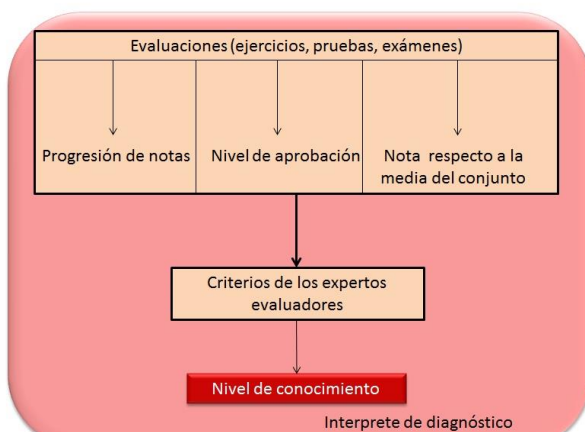 Evaluaciones (ejercicios, pruebas, exámenes)
Progresión de notas
Nivel de aprobación
Nota respecto a la
media del conjunto
Criterios de los expertos
evaluadores
Nivel de conocimiento
Interprete de diagnóstico